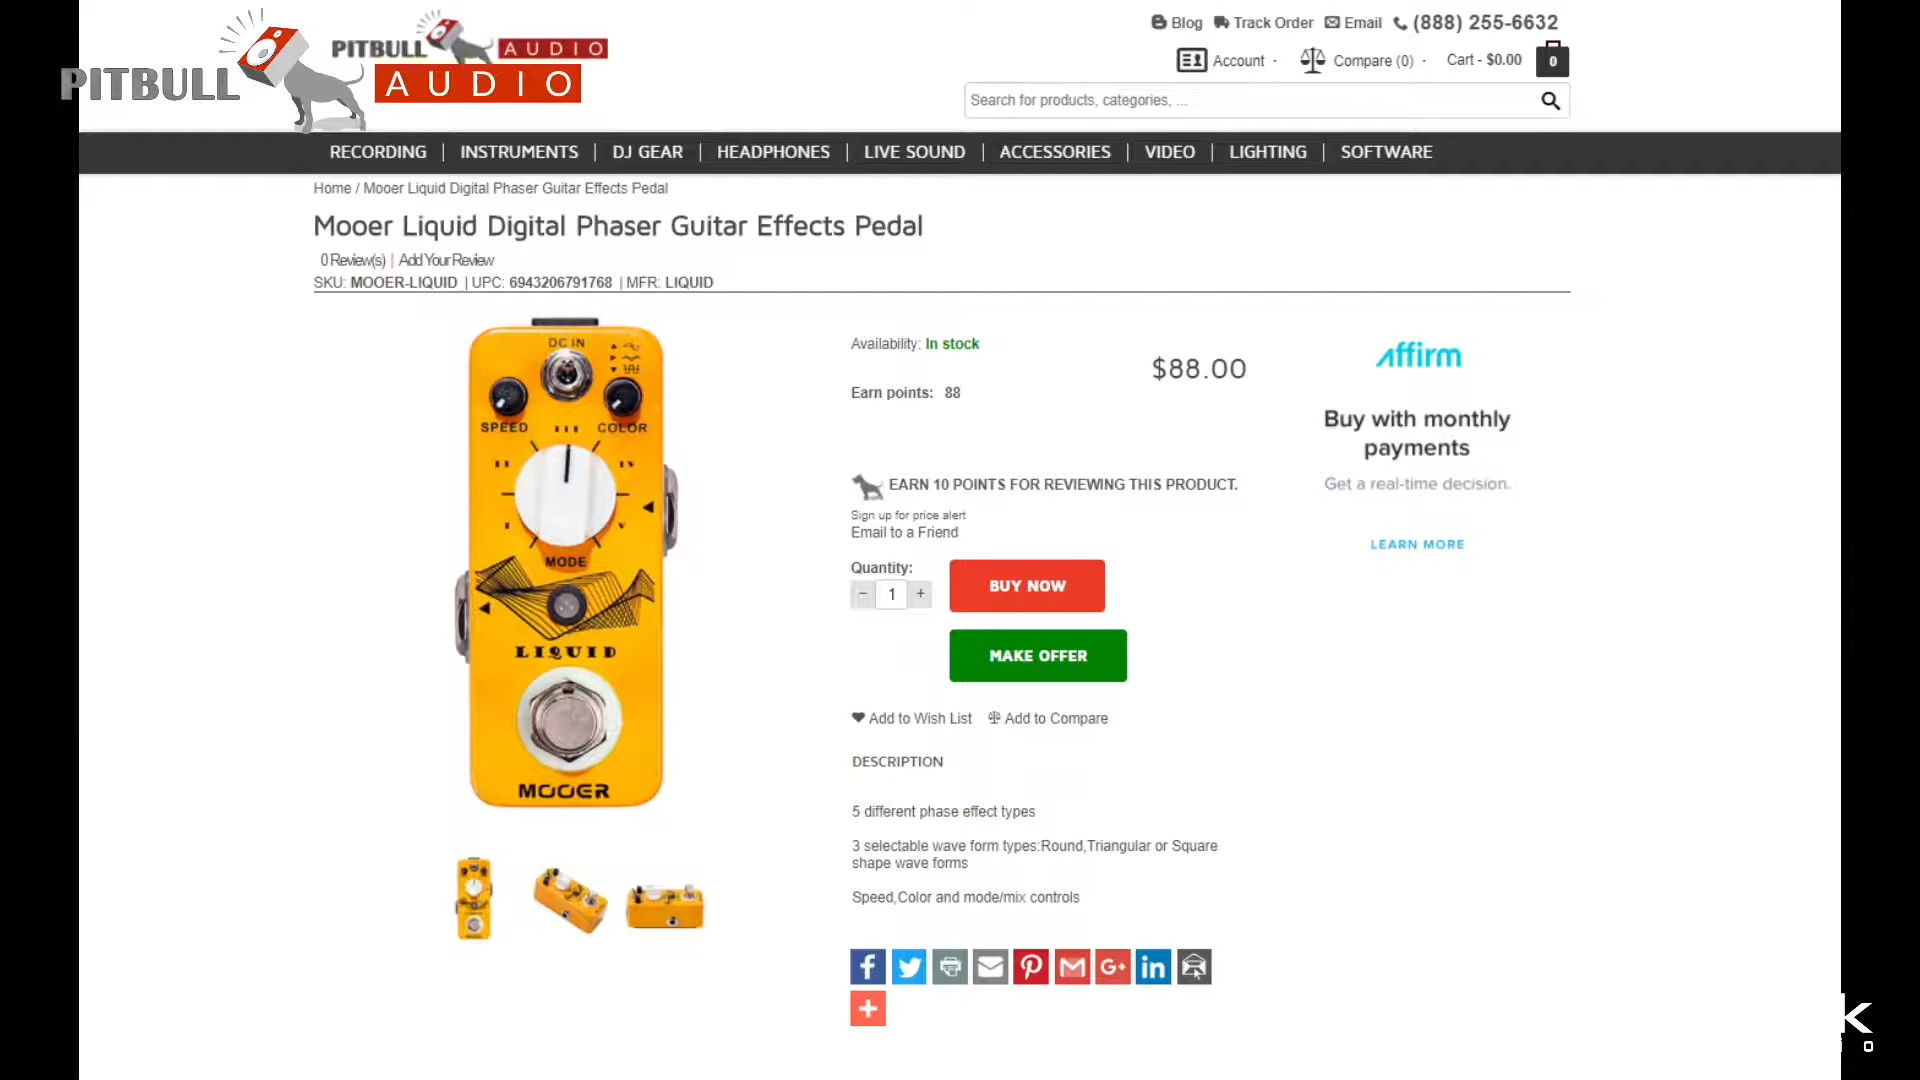 Blog Track Order Email (888) 255-6632
PITBULL AUDIO
PITBULL AUDIO
Account Compare (0) Cart - $0.00 0
Search for products, categories, ...
RECORDING | INSTRUMENTS | DJ GEAR | HEADPHONES | LIVE SOUND | ACCESSORIES | VIDEO | LIGHTING | SOFTWARE
Home / Mooer Liquid Digital Phaser Guitar Effects Pedal
Mooer Liquid Digital Phaser Guitar Effects Pedal
0 Review(s) | Add Your Review
SKU: MOOER-LIQUID | UPC: 6943206791768 | MFR: LIQUID
DC IN
SPEED III COLOR
II IV
I V
MODE
LIQUID
MOOER
Availability: In stock
$88.00
Earn points: 88
EARN 10 POINTS FOR REVIEWING THIS PRODUCT.
Sign up for price alert
Email to a Friend
Quantity:
− 1 +
BUY NOW
MAKE OFFER
Add to Wish List Add to Compare
DESCRIPTION
5 different phase effect types
3 selectable wave form types:Round,Triangular or Square
shape wave forms
Speed,Color and mode/mix controls
affirm
Buy with monthly
payments
Get a real-time decision.
LEARN MORE
k
i o